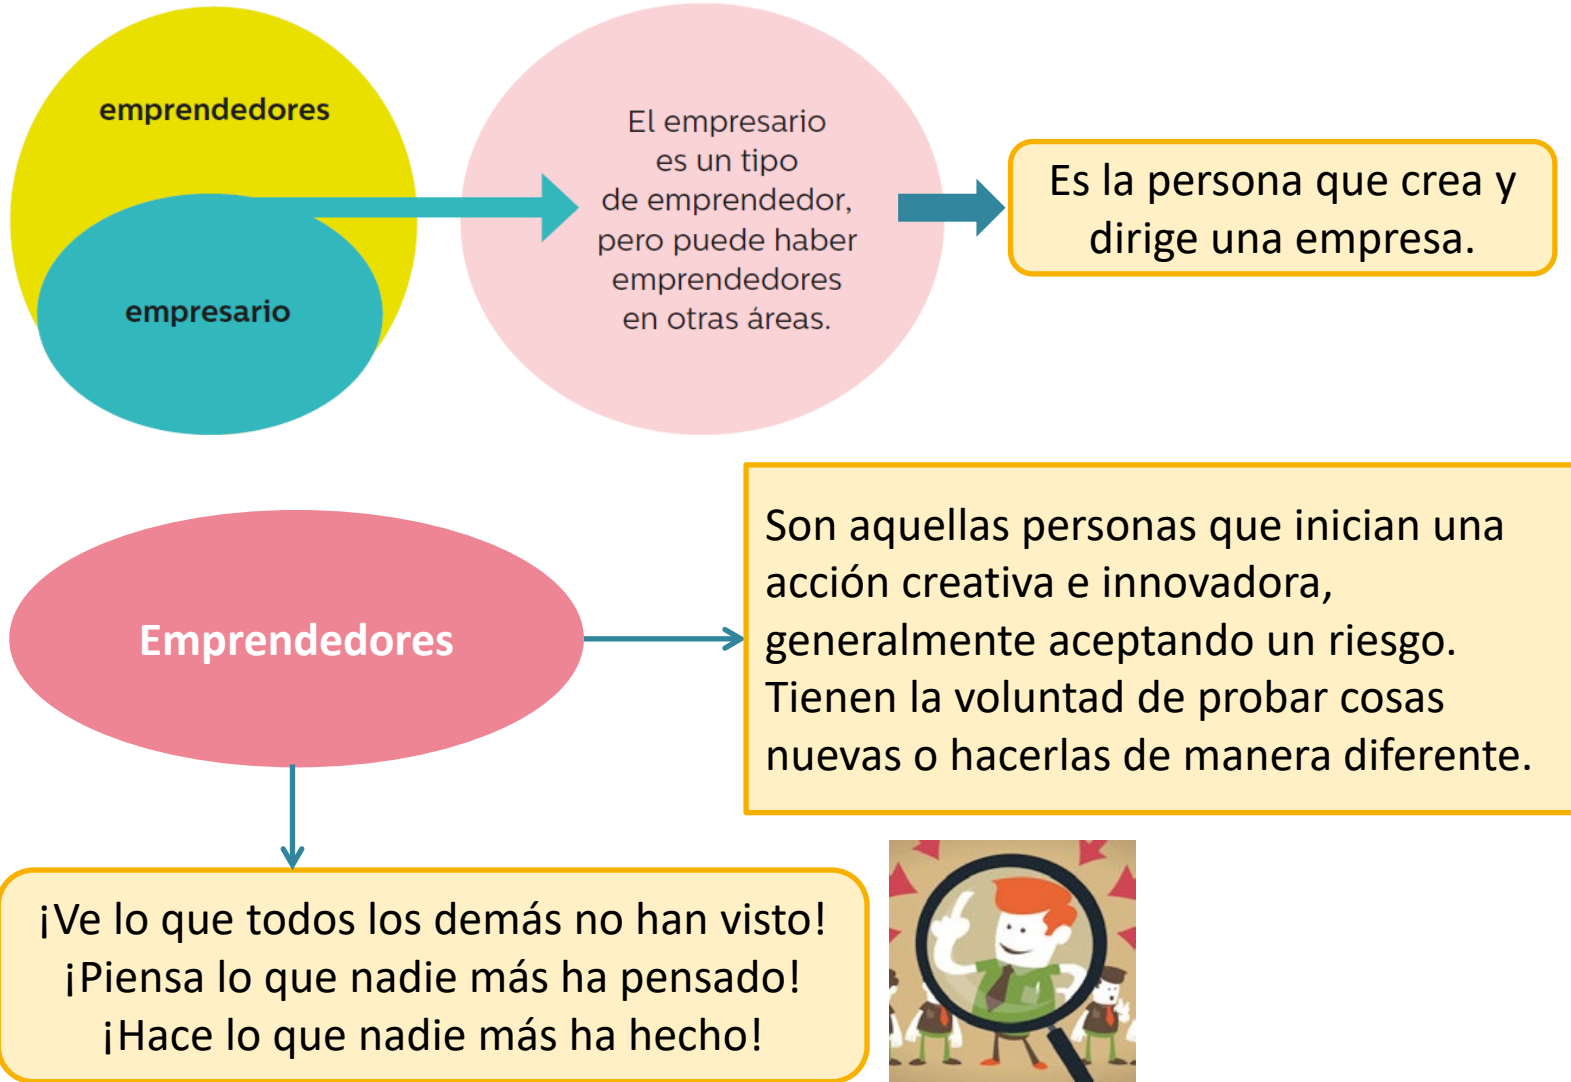 emprendedores
empresario
El empresario
es un tipo
de emprendedor,
pero puede haber
emprendedores
en otras áreas.
Es la persona que crea y
dirige una empresa.
Emprendedores
Son aquellas personas que inician una
acción creativa e innovadora,
generalmente aceptando un riesgo.
Tienen la voluntad de probar cosas
nuevas o hacerlas de manera diferente.
¡Ve lo que todos los demás no han visto!
¡Piensa lo que nadie más ha pensado!
¡Hace lo que nadie más ha hecho!